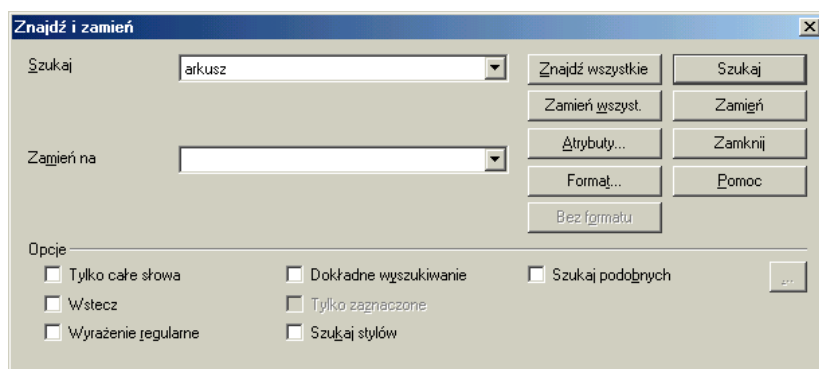 Znajdź i zamień
Szukaj arkusz Znajdź wszystkie Szukaj
Zamień wszyst. Zamień
Atrybuty... Zamknij
Zamień na
Format... Pomoc
Bez formatu
Opcje
Tylko całe słowa Dokładne wyszukiwanie Szukaj podobnych ...
Wstecz Tylko zaznaczone
Wyrażenie regularne Szukaj stylów